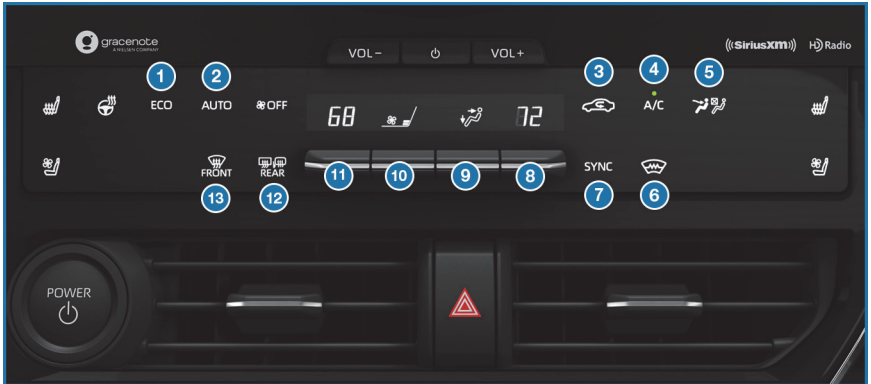 gracenote
A NIELSEN COMPANY
VOL- VOL+
((SiriusXM)) HD Radio
1 2 3 4 5
ECO AUTO OFF 68 72 A/C
FRONT REAR 11 10 9 8 SYNC
13 12 7 6
POWER